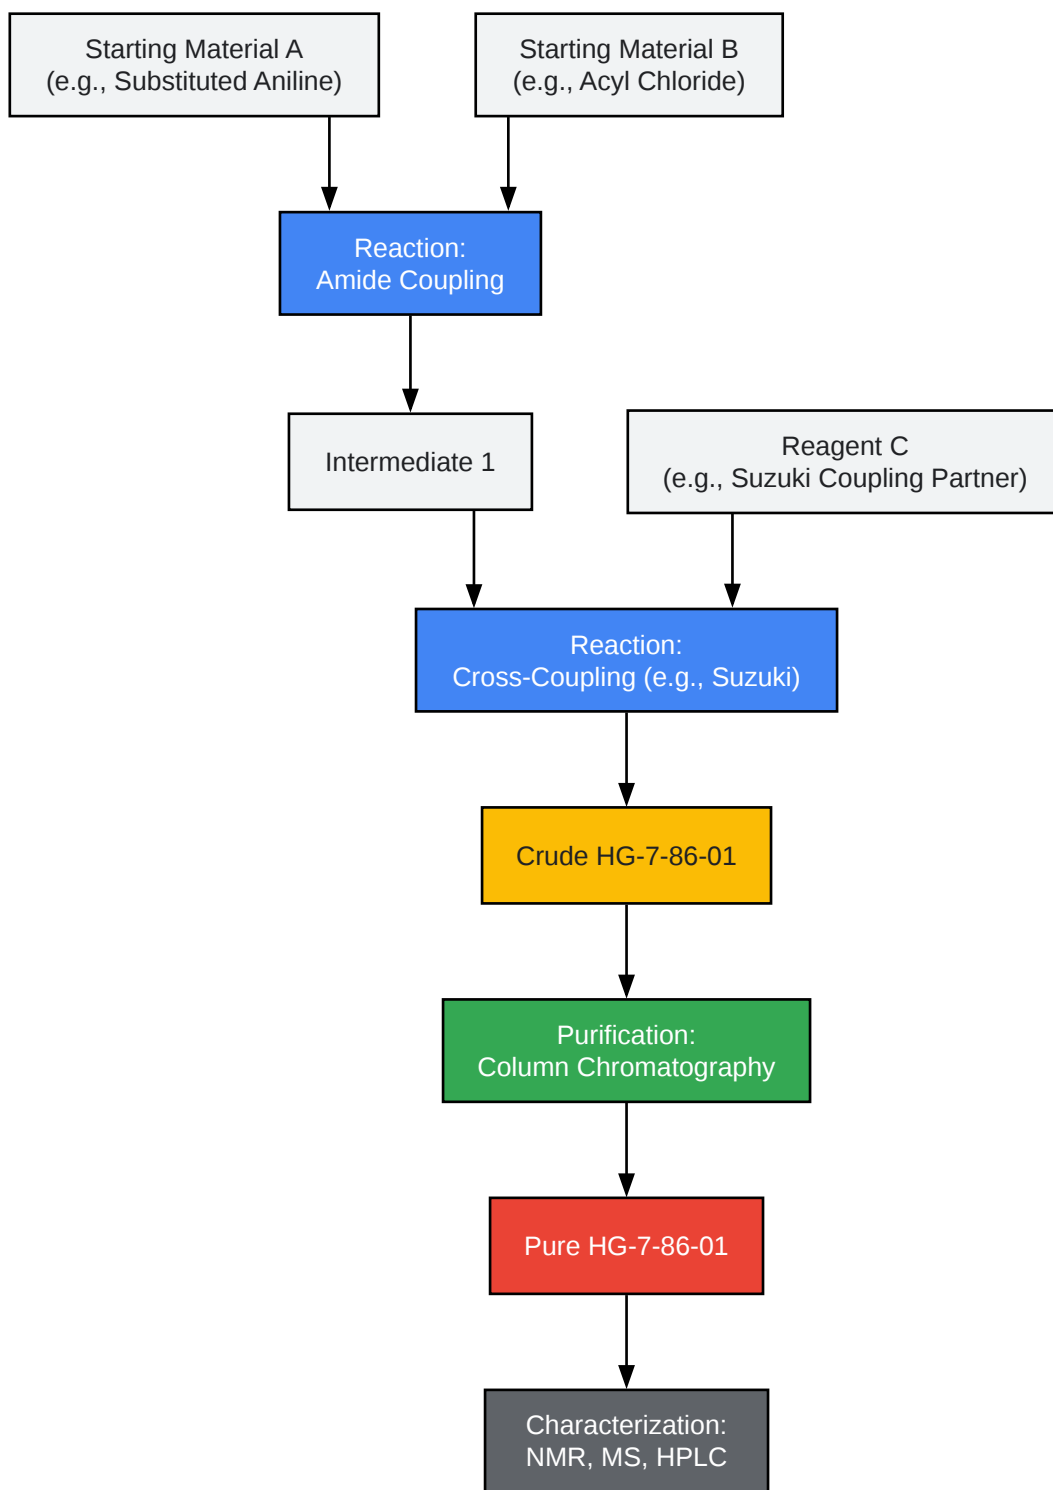 Starting Material A
(e.g., Substituted Aniline)
Starting Material B
(e.g., Acyl Chloride)
Reaction:
Amide Coupling
Intermediate 1
Reagent C
(e.g., Suzuki Coupling Partner)
Reaction:
Cross-Coupling (e.g., Suzuki)
Crude HG-7-86-01
Purification:
Column Chromatography
Pure HG-7-86-01
Characterization:
NMR, MS, HPLC